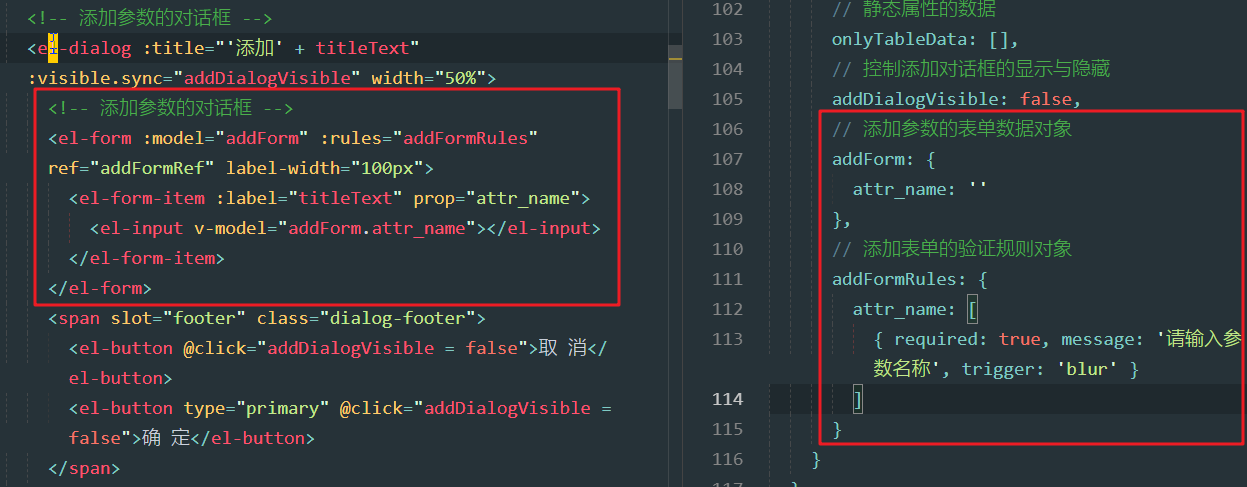 <!-- 添加参数的对话框 -->
<el-dialog :title="'添加' + titleText"
:visible.sync="addDialogVisible" width="50%">
<!-- 添加参数的对话框 -->
<el-form :model="addForm" :rules="addFormRules"
ref="addFormRef" label-width="100px">
<el-form-item :label="titleText" prop="attr_name">
<el-input v-model="addForm.attr_name"></el-input>
</el-form-item>
</el-form>
<span slot="footer" class="dialog-footer">
<el-button @click="addDialogVisible = false">取 消</
el-button>
<el-button type="primary" @click="addDialogVisible =
false">确 定</el-button>
</span>
102 // 静态属性的数据
103 onlyTableData: [],
104 // 控制添加对话框的显示与隐藏
105 addDialogVisible: false,
106 // 添加参数的表单数据对象
107 addForm: {
108 attr_name: ''
109 },
110 // 添加表单的验证规则对象
111 addFormRules: {
112 attr_name: [
113 { required: true, message: '请输入参
数名称', trigger: 'blur' }
114 ]
115 }
116 }
117 }